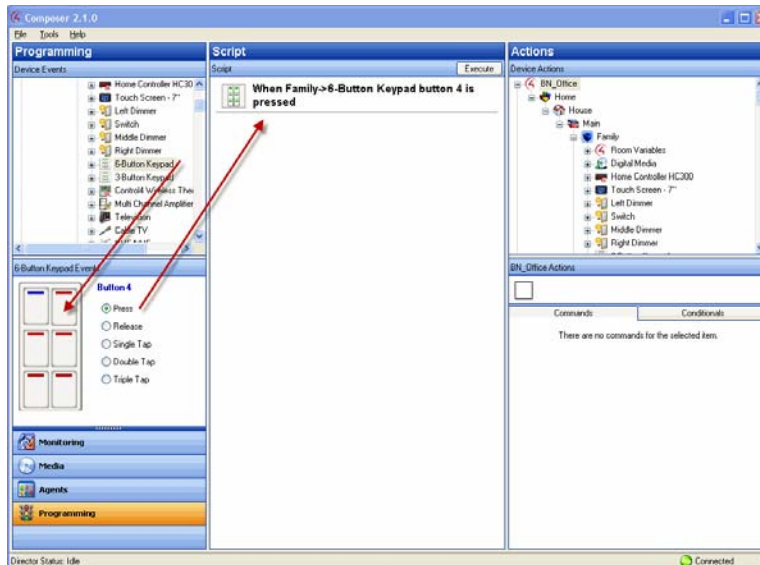 Composer 2.1.0
File Tools Help
Programming
Device Events
Home Controller HC30
Touch Screen - 7"
Left Dimmer
Switch
Middle Dimmer
Right Dimmer
6-Button Keypad
3-Button Keypad
Control4 Wireless Ther
Multi Channel Amplifier
Television
Cable TV
6-Button Keypad Events
Button 4
Press
Release
Single Tap
Double Tap
Triple Tap
Monitoring
Media
Agents
Programming
Director Status: Idle
Script
Script Execute
When Family->6-Button Keypad button 4 is
pressed
Actions
Device Actions
BN_Office
Home
House
Main
Family
Room Variables
Digital Media
Home Controller HC300
Touch Screen - 7"
Left Dimmer
Switch
Middle Dimmer
Right Dimmer
BN_Office Actions
Commands Conditionals
There are no commands for the selected item.
Connected